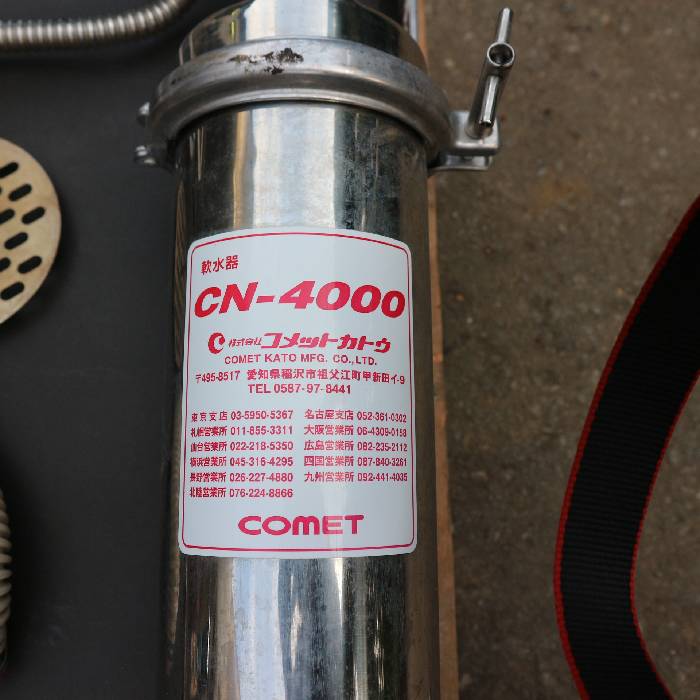 軟水器
CN-4000
株式会社コメットカトウ
COMET KATO MFG. CO.,LTD.
〒495-8517 愛知県稲沢市祖父江町甲新田イ-9
TEL 0587-97-8441
東京支店 03-5950-5367 名古屋支店 052-361-0302
札幌営業所 011-855-3311 大阪営業所 06-4309-0188
仙台営業所 022-218-5350 広島営業所 082-235-2112
横浜営業所 045-316-4295 四国営業所 087-840-3261
長野営業所 026-227-4880 九州営業所 092-441-4035
北陸営業所 076-224-8866
COMET